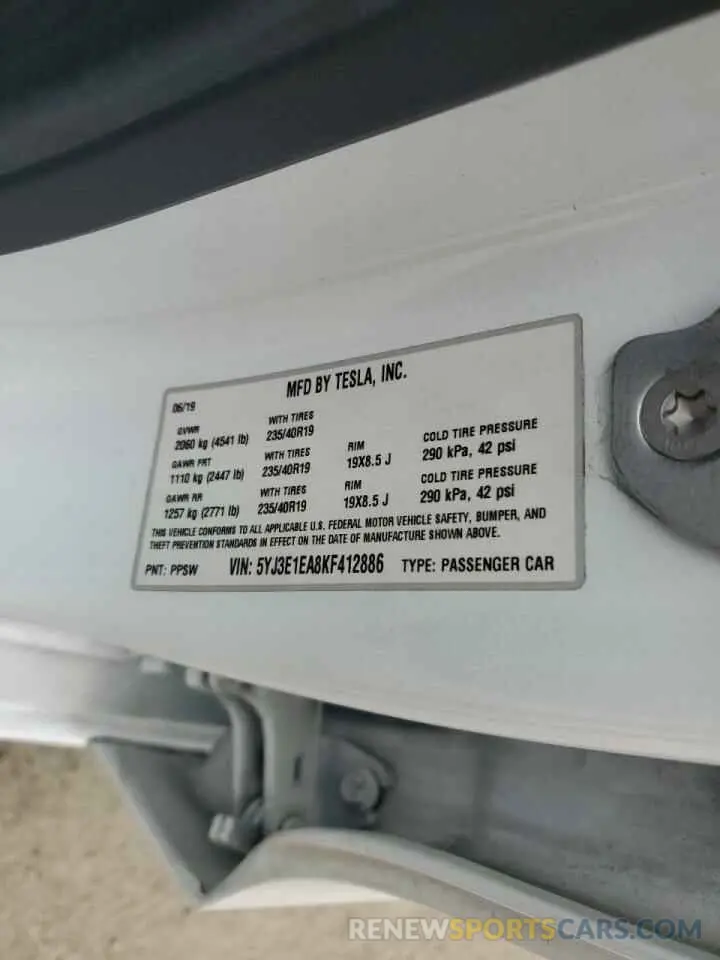 MFD BY TESLA, INC.
06/19
GVWR
2060 kg (4541 lb)
WITH TIRES
235/40R19
GAWR FRT
1110 kg (2447 lb)
WITH TIRES
235/40R19
RIM
19X8.5 J
COLD TIRE PRESSURE
290 kPa, 42 psi
GAWR RR
1257 kg (2771 lb)
WITH TIRES
235/40R19
RIM
19X8.5 J
COLD TIRE PRESSURE
290 kPa, 42 psi
THIS VEHICLE CONFORMS TO ALL APPLICABLE U.S. FEDERAL MOTOR VEHICLE SAFETY, BUMPER, AND
THEFT PREVENTION STANDARDS IN EFFECT ON THE DATE OF MANUFACTURE SHOWN ABOVE.
PNT: PPSW VIN: 5YJ3E1EA8KF412886 TYPE: PASSENGER CAR
RENEWSPORTSCARS.COM